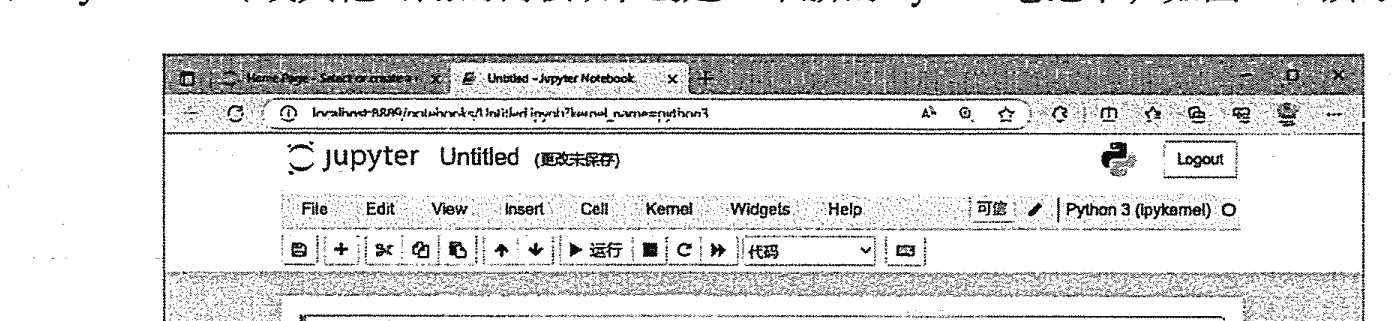 Home Page - Select or create a
Untitled - Jupyter Notebook
localhost:8889/notebooks/Untitled.ipynb?kernel_name=python3
jupyter Untitled (更改未保存)
Logout
File Edit View Insert Cell Kernel Widgets Help 可信 Python 3 (ipykernel)
运行 代码